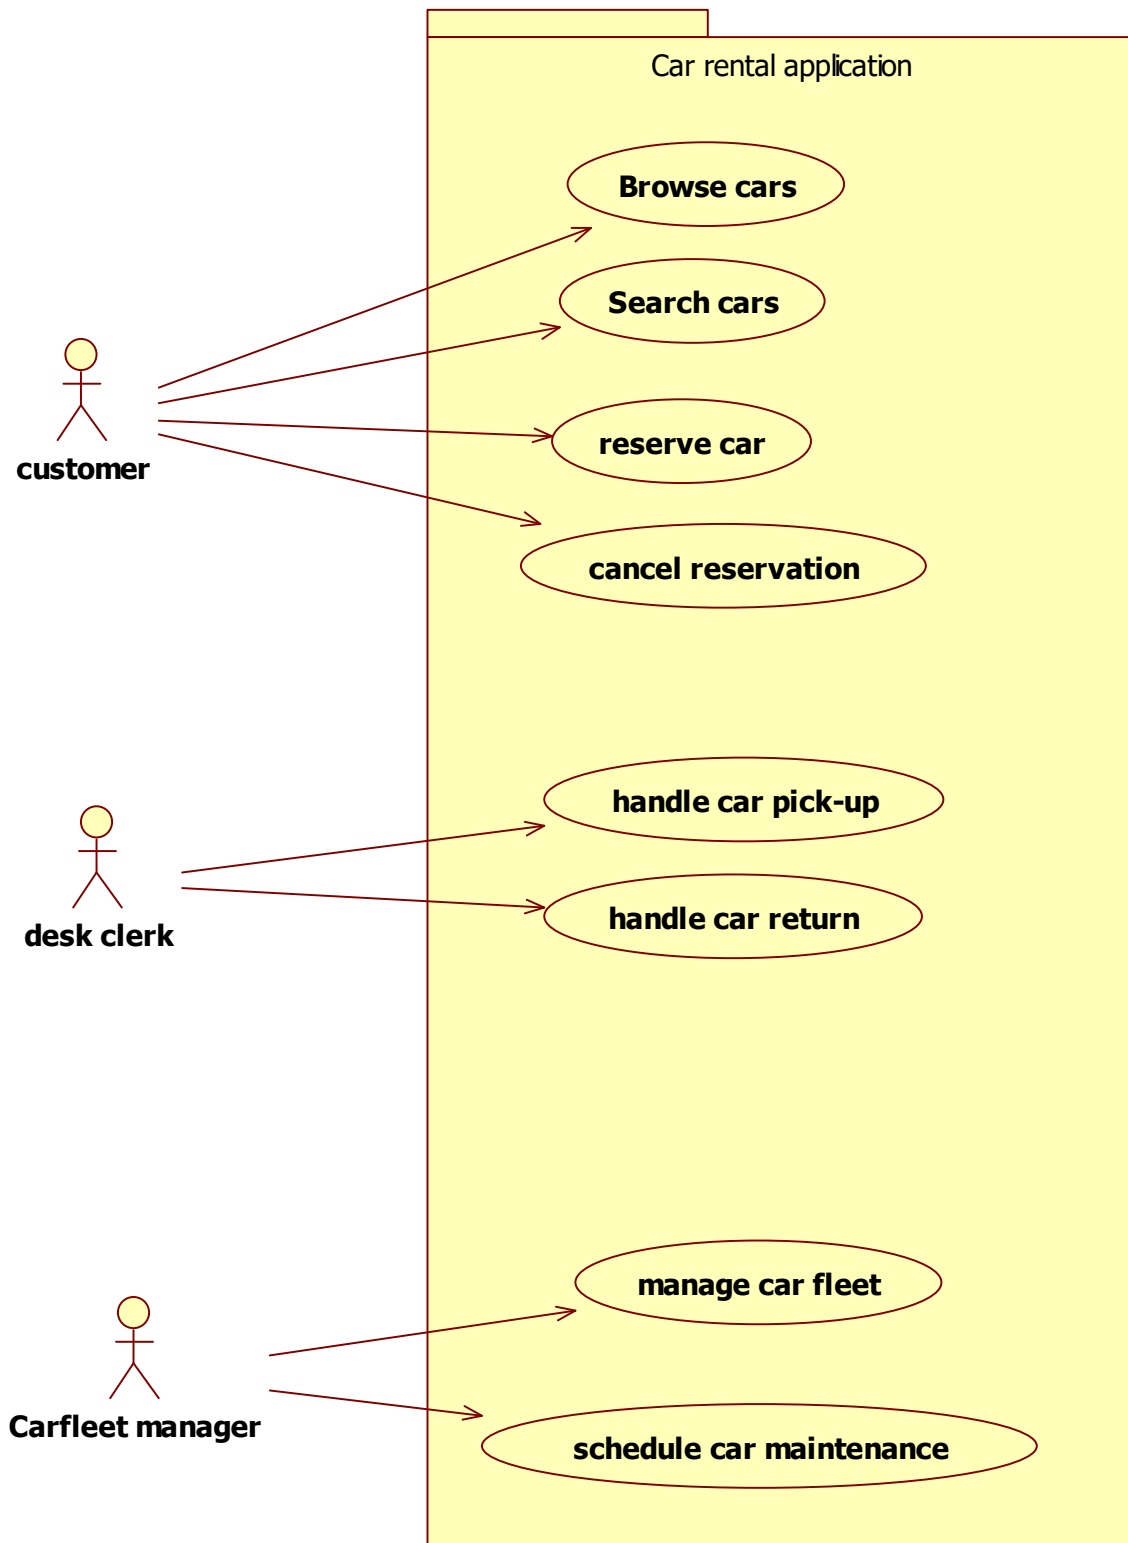 Car rental application
Browse cars
Search cars
customer
reserve car
cancel reservation
handle car pick-up
handle car return
desk clerk
manage car fleet
Carfleet manager
schedule car maintenance